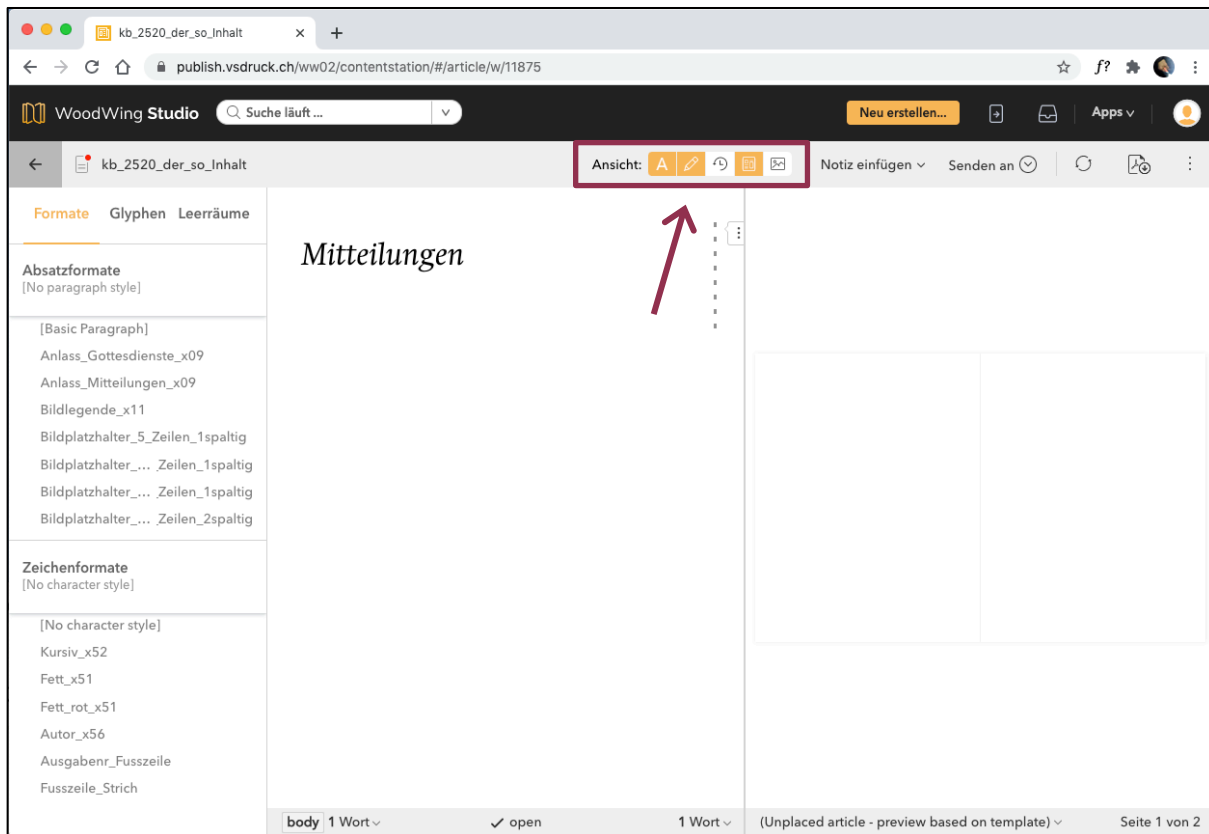 kb_2520_der_so_Inhalt
publish.vsdruck.ch/ww02/contentstation/#/article/w/11875
f?
WoodWing Studio
Suche läuft ...
Neu erstellen...
Apps
kb_2520_der_so_Inhalt
Ansicht:
A
Notiz einfügen
Senden an
Formate Glyphen Leerräume
Absatzformate
[No paragraph style]
[Basic Paragraph]
Anlass_Gottesdienste_x09
Anlass_Mitteilungen_x09
Bildlegende_x11
Bildplatzhalter_5_Zeilen_1spaltig
Bildplatzhalter_... _Zeilen_1spaltig
Bildplatzhalter_... _Zeilen_1spaltig
Bildplatzhalter_... _Zeilen_2spaltig
Zeichenformate
[No character style]
[No character style]
Kursiv_x52
Fett_x51
Fett_rot_x51
Autor_x56
Ausgabenr_Fusszeile
Fusszeile_Strich
Mitteilungen
body 1 Wort
open
1 Wort
(Unplaced article - preview based on template)
Seite 1 von 2